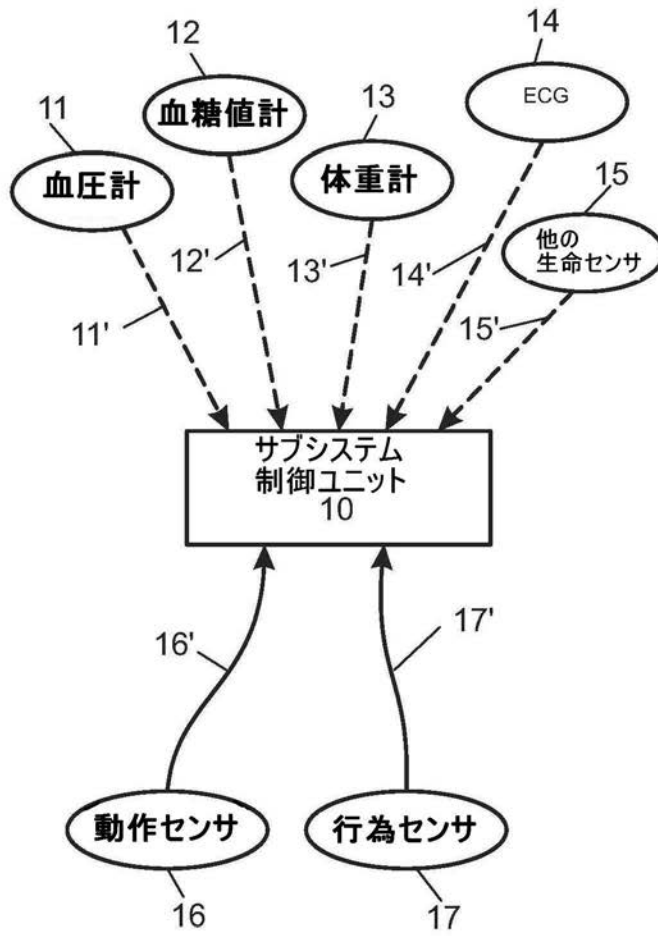 14
12
11
13
ECG
血糖値計
血圧計
体重計
15
他の
生命センサ
12'
13'
14'
11'
15'
サブシステム
制御ユニット
10
16'
17'
動作センサ
行為センサ
16
17